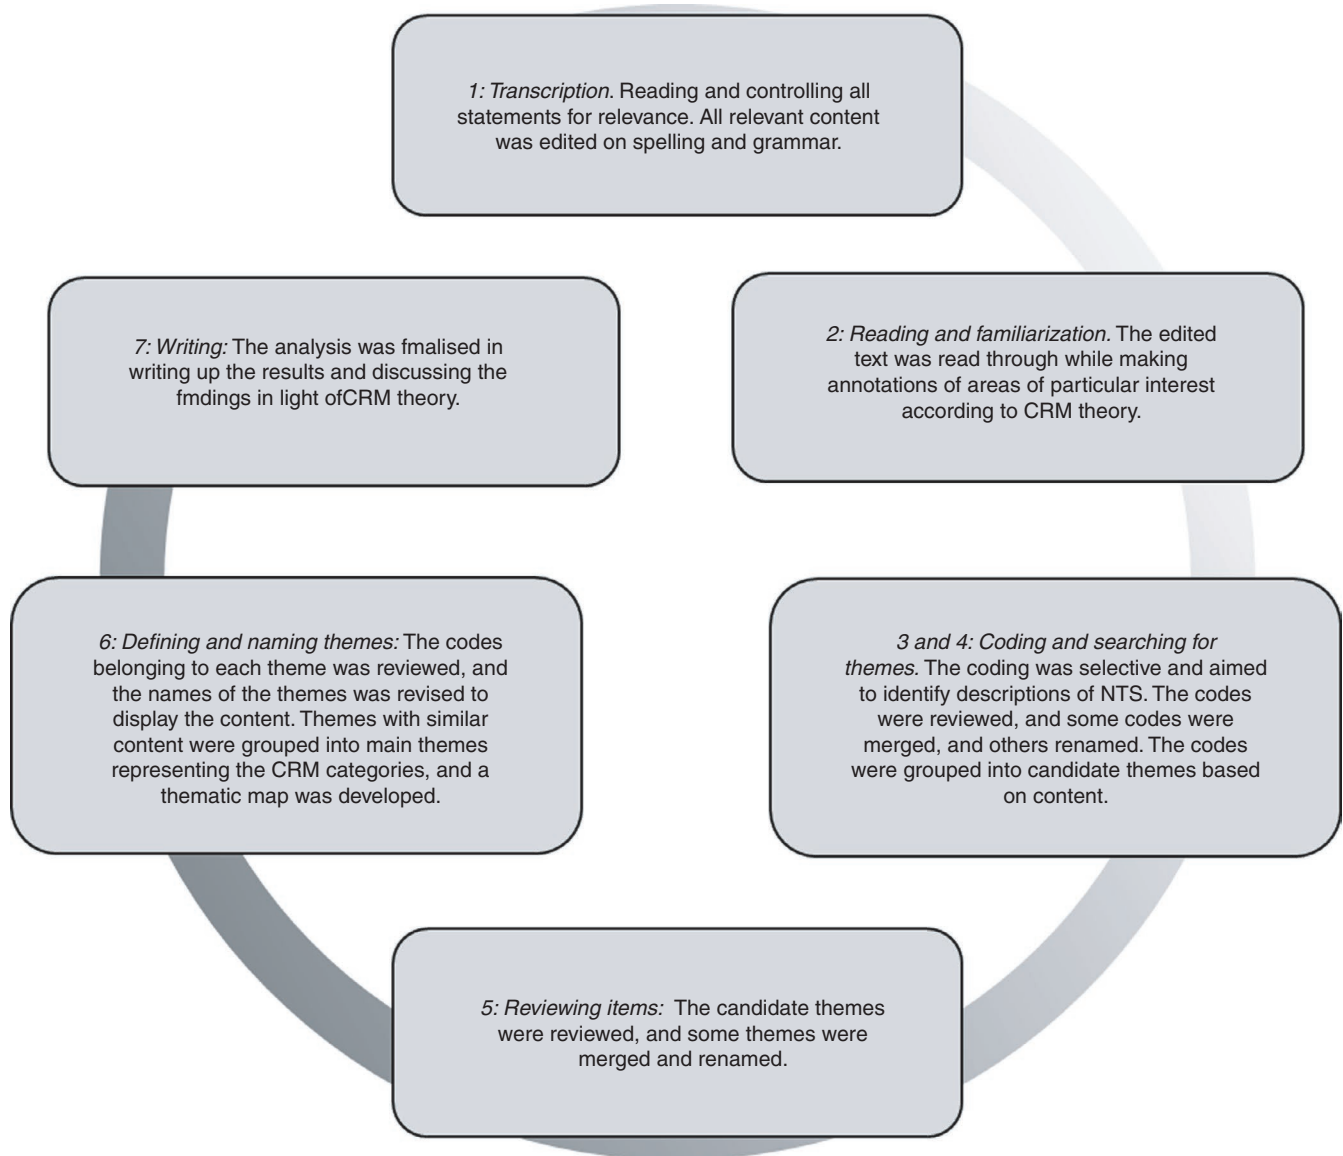 1: Transcription. Reading and controlling all
statements for relevance. All relevant content
was edited on spelling and grammar.
2: Reading and familiarization. The edited
text was read through while making
annotations of areas of particular interest
according to CRM theory.
3 and 4: Coding and searching for
themes. The coding was selective and aimed
to identify descriptions of NTS. The codes
were reviewed, and some codes were
merged, and others renamed. The codes
were grouped into candidate themes based
on content.
5: Reviewing items: The candidate themes
were reviewed, and some themes were
merged and renamed.
6: Defining and naming themes: The codes
belonging to each theme was reviewed, and
the names of the themes was revised to
display the content. Themes with similar
content were grouped into main themes
representing the CRM categories, and a
thematic map was developed.
7: Writing: The analysis was fmalised in
writing up the results and discussing the
fmdings in light ofCRM theory.